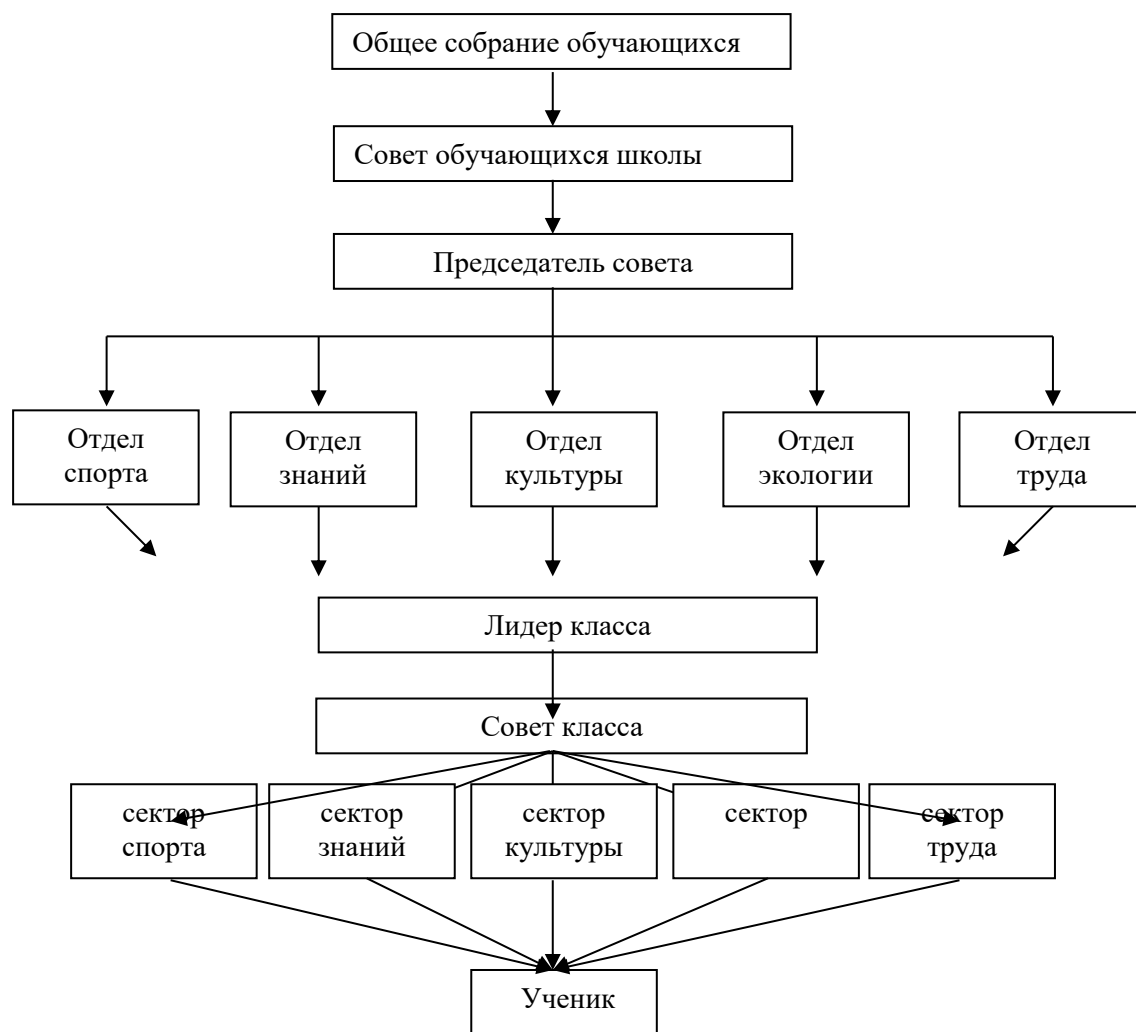 Общее собрание обучающихся
Совет обучающихся школы
Председатель совета
Отдел
спорта
Отдел
знаний
Отдел
культуры
Отдел
экологии
Отдел
труда
Лидер класса
Совет класса
сектор
спорта
сектор
знаний
сектор
культуры
сектор
сектор
труда
Ученик